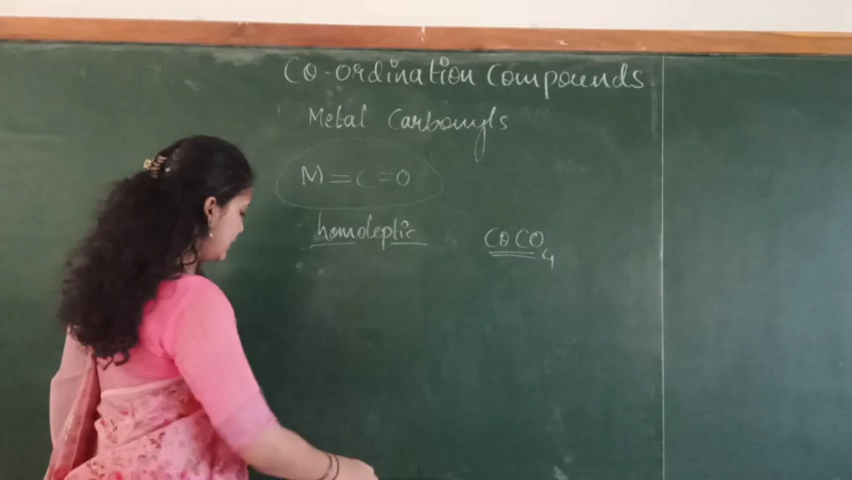 Co-ordination Compounds
Metal Carbonyls
M=C=O
homoleptic
CoCO4